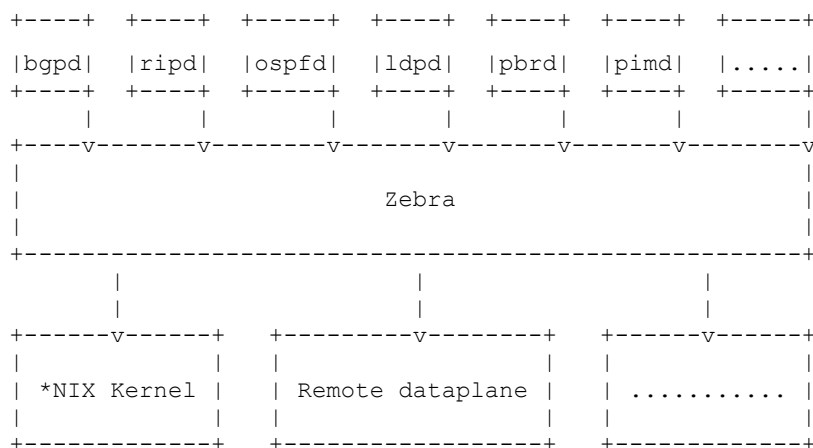 bgpd ripd ospfd ldpd pbrd pimd .....
Zebra
*NIX Kernel Remote dataplane ...........